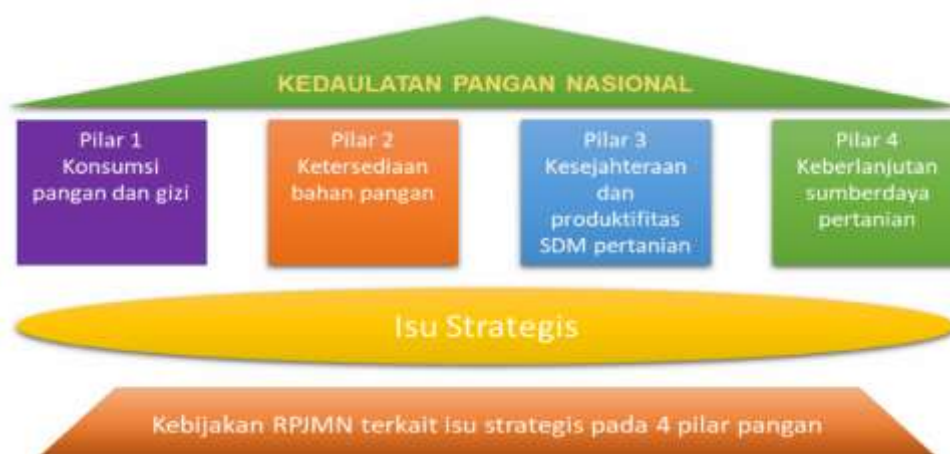 KEDAULATAN PANGAN NASIONAL
Pilar 1
Konsumsi
pangan dan gizi
Pilar 2
Ketersediaan
bahan pangan
Pilar 3
Kesejahteraan
dan
produktifitas
SDM pertanian
Pilar 4
Keberlanjutan
sumberdaya
pertanian
Isu Strategis
Kebijakan RPJMN terkait isu strategis pada 4 pilar pangan